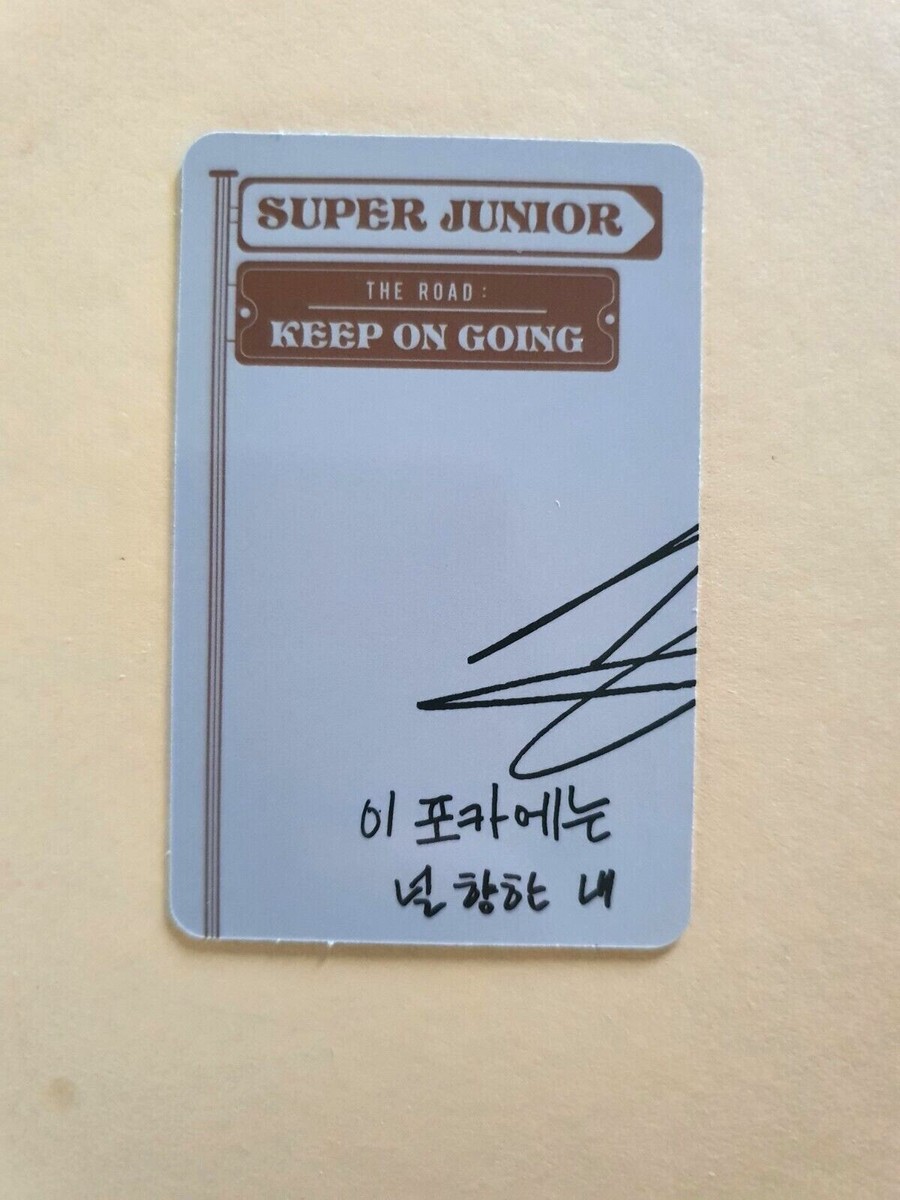 SUPER JUNIOR
THE ROAD:
KEEP ON GOING
이 포카에는
널 향한 내